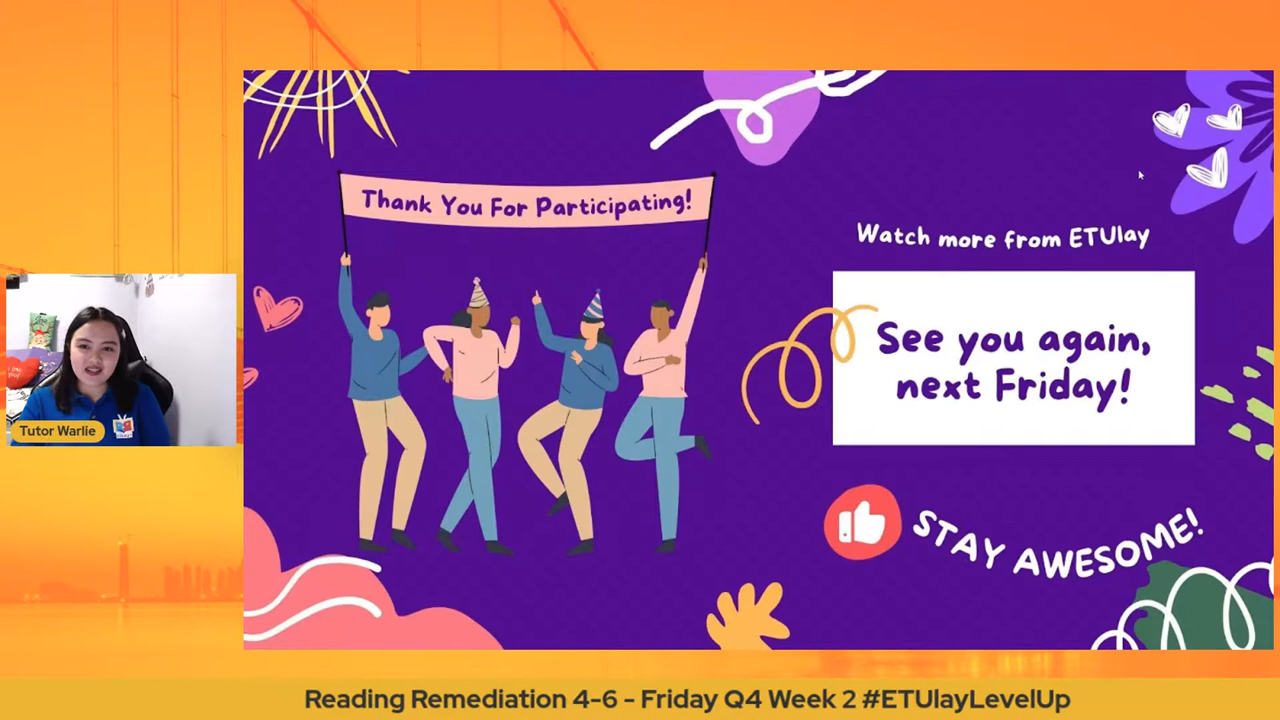 Thank You For Participating!
Watch more from ETUlay
See you again,
next Friday!
STAY AWESOME!
Tutor Warlie
Reading Remediation 4-6 - Friday Q4 Week 2 #ETUlayLevelUp